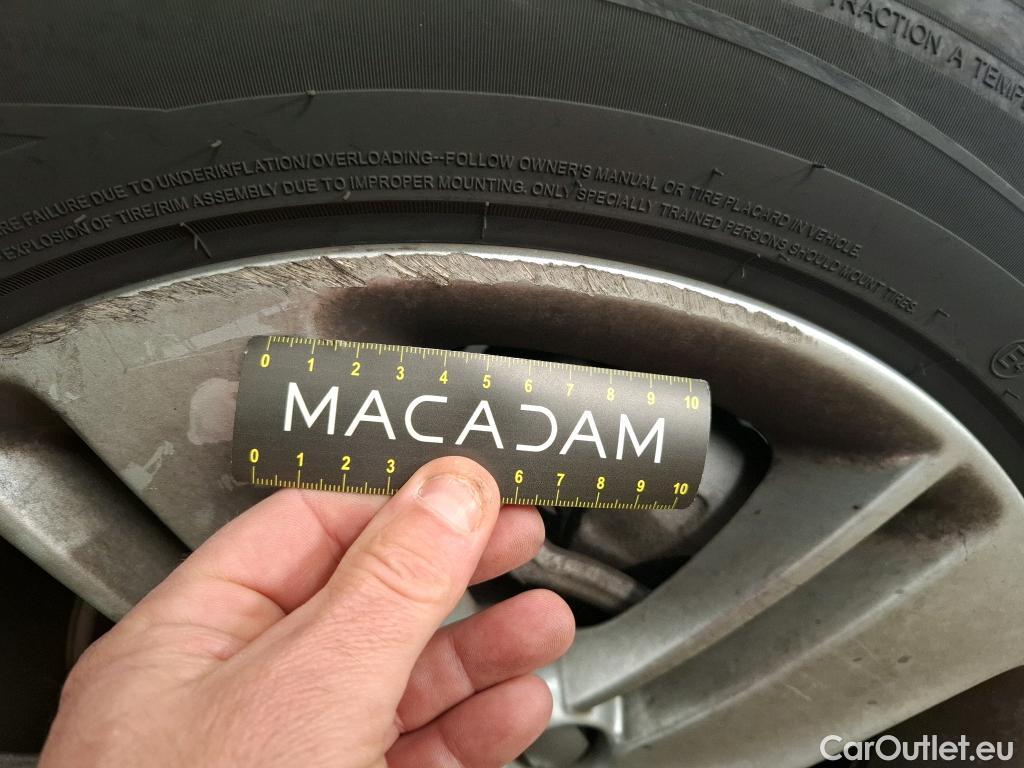 TRACTION A TEMP
RE FAILURE DUE TO UNDERINFLATION/OVERLOADING--FOLLOW OWNER'S MANUAL OR TIRE PLACARD IN VEHICLE.
EXPLOSION OF TIRE/RIM ASSEMBLY DUE TO IMPROPER MOUNTING. ONLY SPECIALLY TRAINED PERSONS SHOULD MOUNT TIRES
E4
0 1 2 3 4 5 6 7 8 9 10
MACADAM
0 1 2 3 6 7 8 9 10
CarOutlet.eu